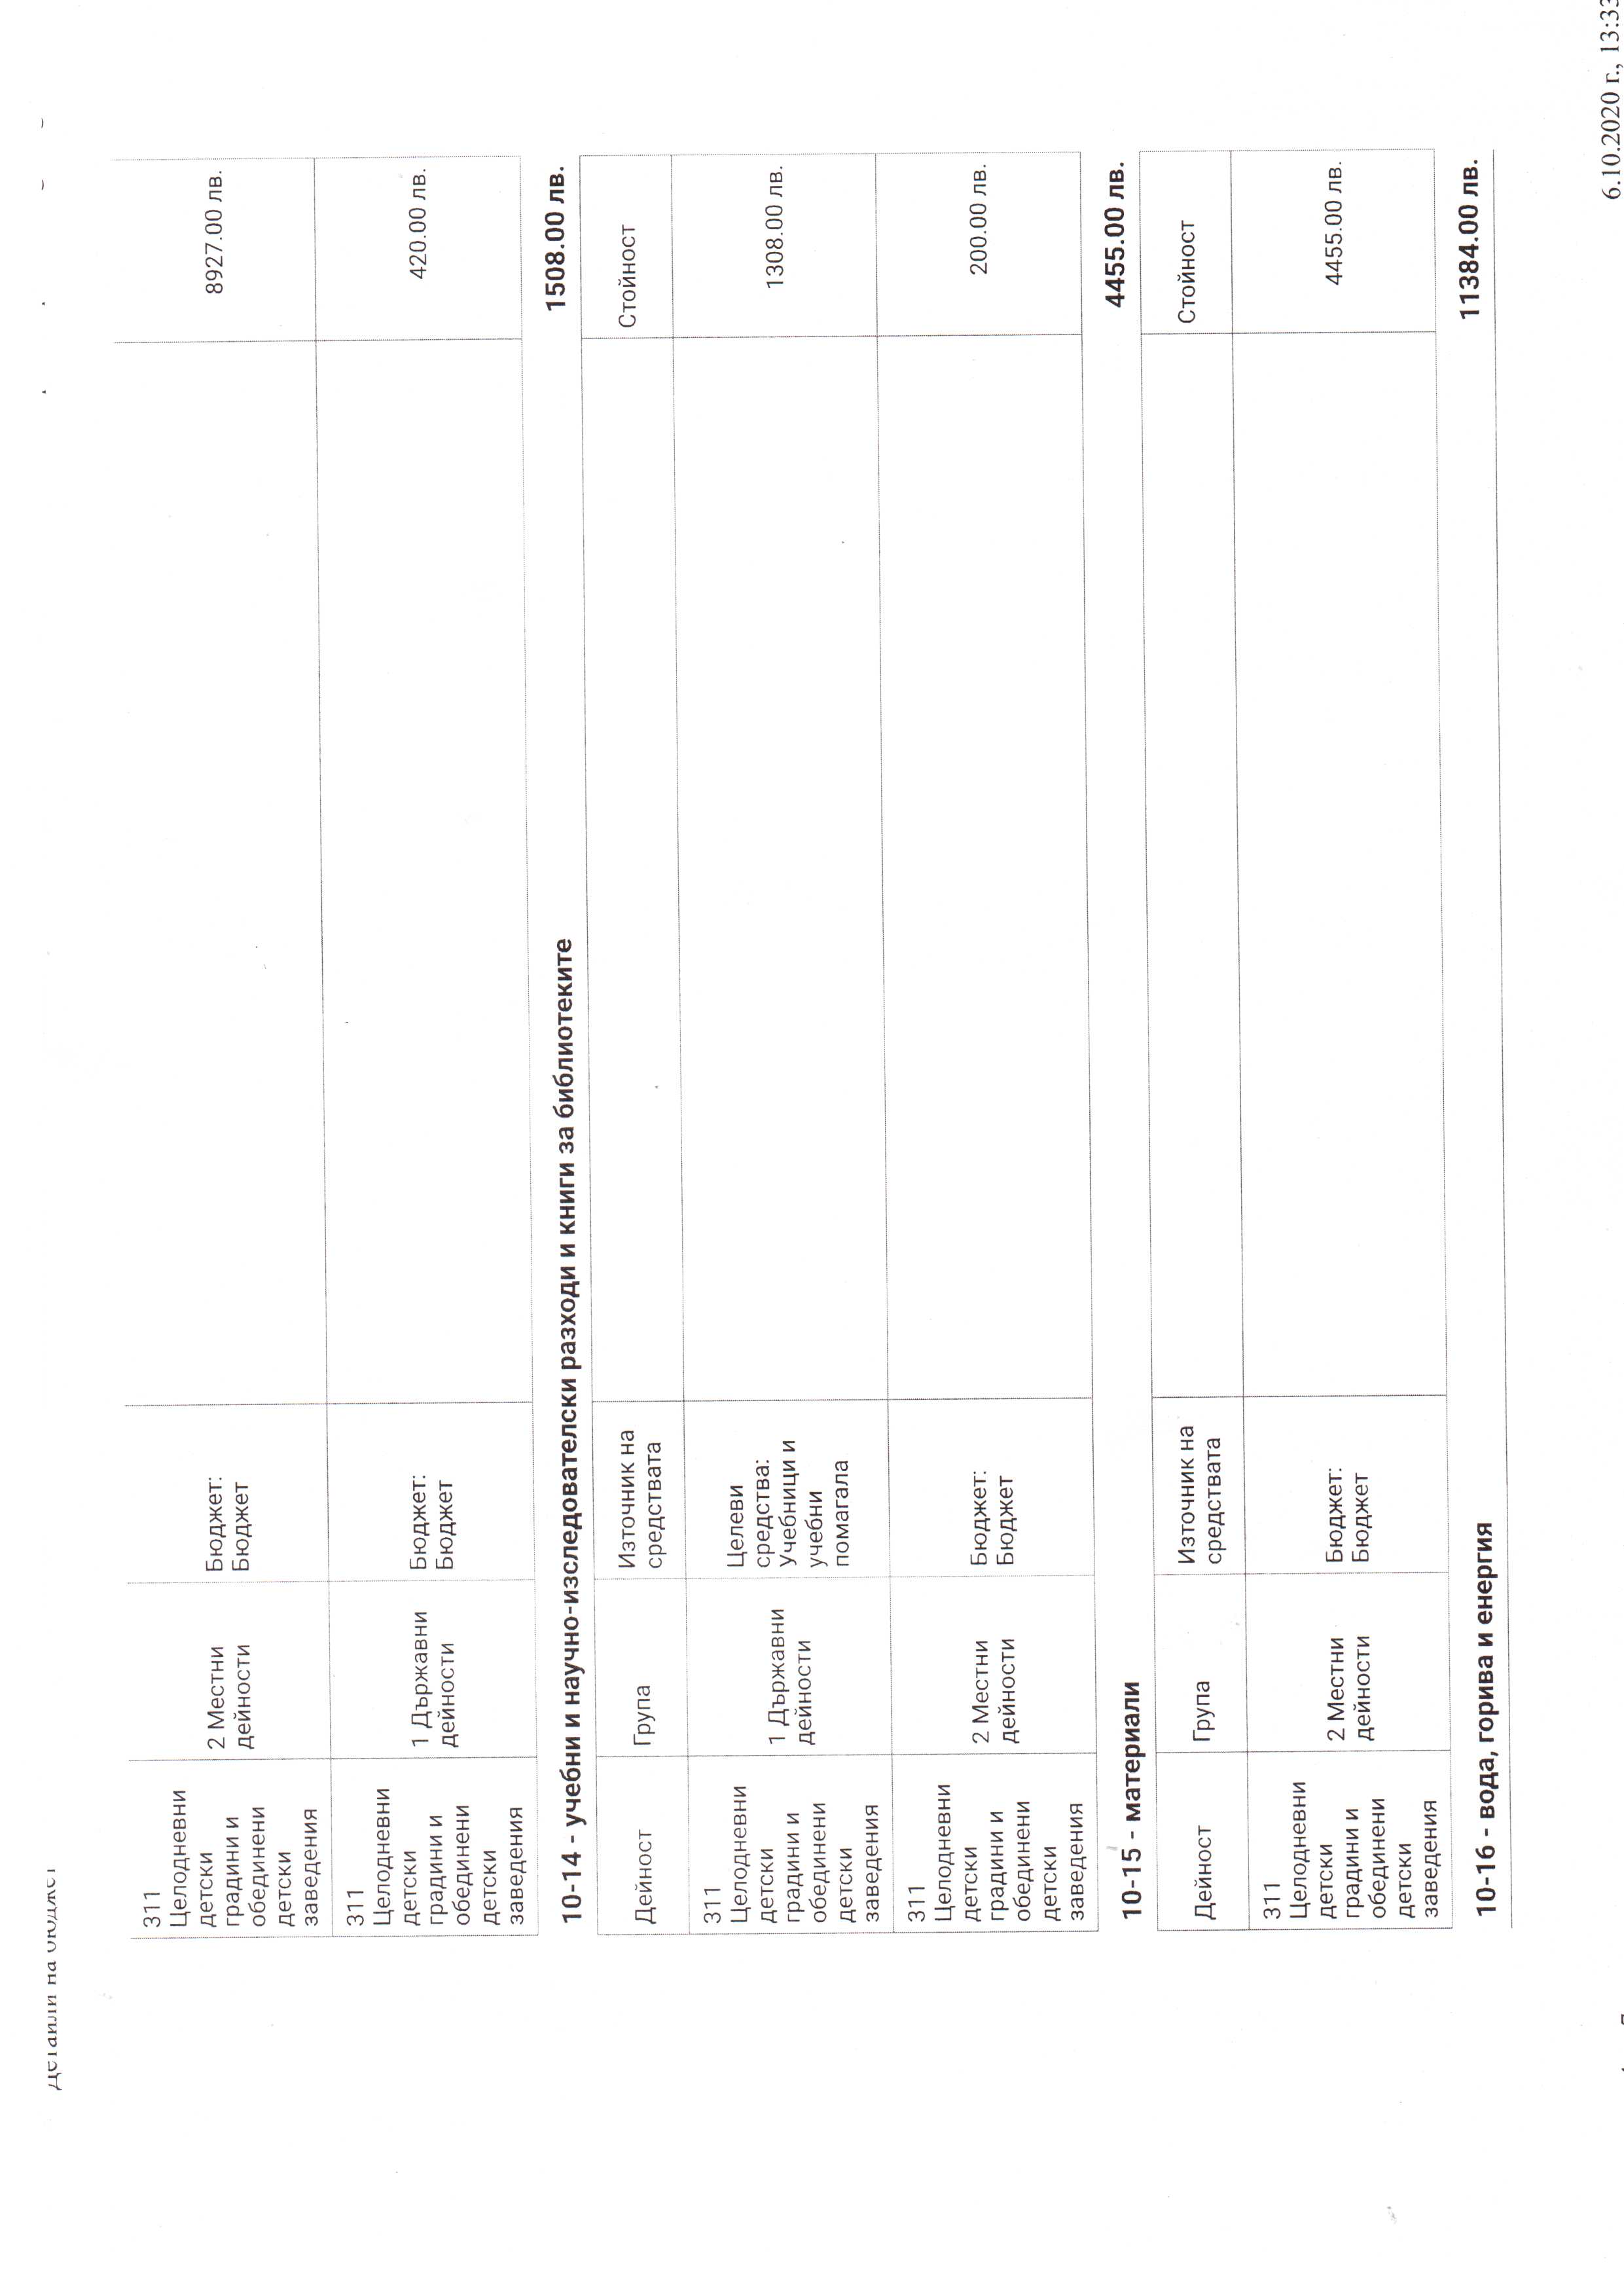 Детайли на бюджет
311
Целодневни
детски
градини и
обединени
детски
заведения
2 Местни
дейности
Бюджет:
Бюджет
8927.00 лв.
311
Целодневни
детски
градини и
обединени
детски
заведения
1 Държавни
дейности
Бюджет:
Бюджет
420.00 лв.
10-14 - учебни и научно-изследователски разходи и книги за библиотеките
1508.00 лв.
Дейност
Група
Източник на
средствата
Стойност
311
Целодневни
детски
градини и
обединени
детски
заведения
1 Държавни
дейности
Целеви
средства:
Учебници и
учебни
помагала
1308.00 лв.
311
Целодневни
детски
градини и
обединени
детски
заведения
2 Местни
дейности
Бюджет:
Бюджет
200.00 лв.
10-15 - материали
4455.00 лв.
Дейност
Група
Източник на
средствата
Стойност
311
Целодневни
детски
градини и
обединени
детски
заведения
2 Местни
дейности
Бюджет:
Бюджет
4455.00 лв.
10-16 - вода, горива и енергия
11384.00 лв.
6.10.2020 г., 13:33